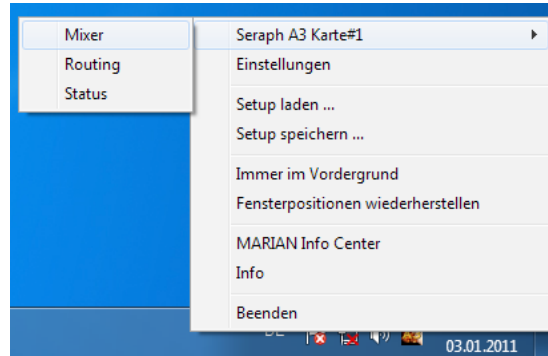 Mixer
Routing
Status
Seraph A3 Karte#1
Einstellungen
Setup laden ...
Setup speichern ...
Immer im Vordergrund
Fensterpositionen wiederherstellen
MARIAN Info Center
Info
Beenden
03.01.2011